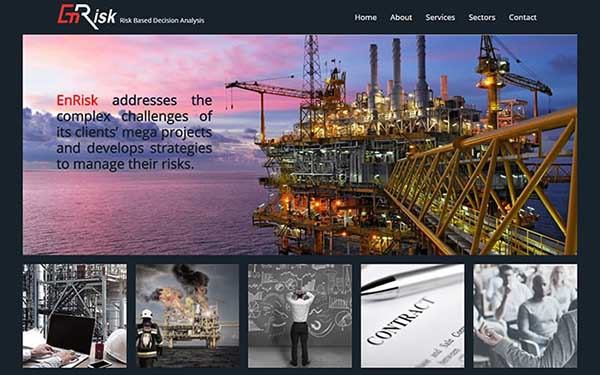 EnRisk Risk Based Decision Analysis
Home About Services Sectors Contact
EnRisk addresses the
complex challenges of
its clients' mega projects
and develops strategies
to manage their risks.
CONTRACT